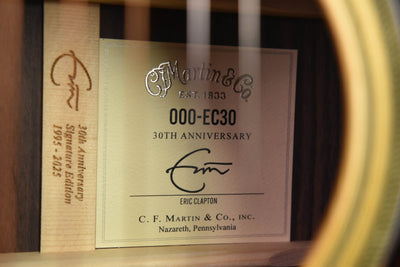 30th Anniversary
Signature Edition
1995 - 2025
C.F. Martin & Co.
EST. 1833
000-EC30
30TH ANNIVERSARY
ERIC CLAPTON
C. F. MARTIN & CO., INC.
Nazareth, Pennsylvania